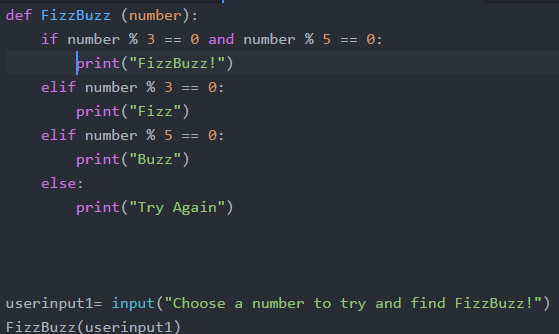 def FizzBuzz (number):
    if number % 3 == 0 and number % 5 == 0:
        print("FizzBuzz!")
    elif number % 3 == 0:
        print("Fizz")
    elif number % 5 == 0:
        print("Buzz")
    else:
        print("Try Again")
userinput1= input("Choose a number to try and find FizzBuzz!")
FizzBuzz(userinput1)